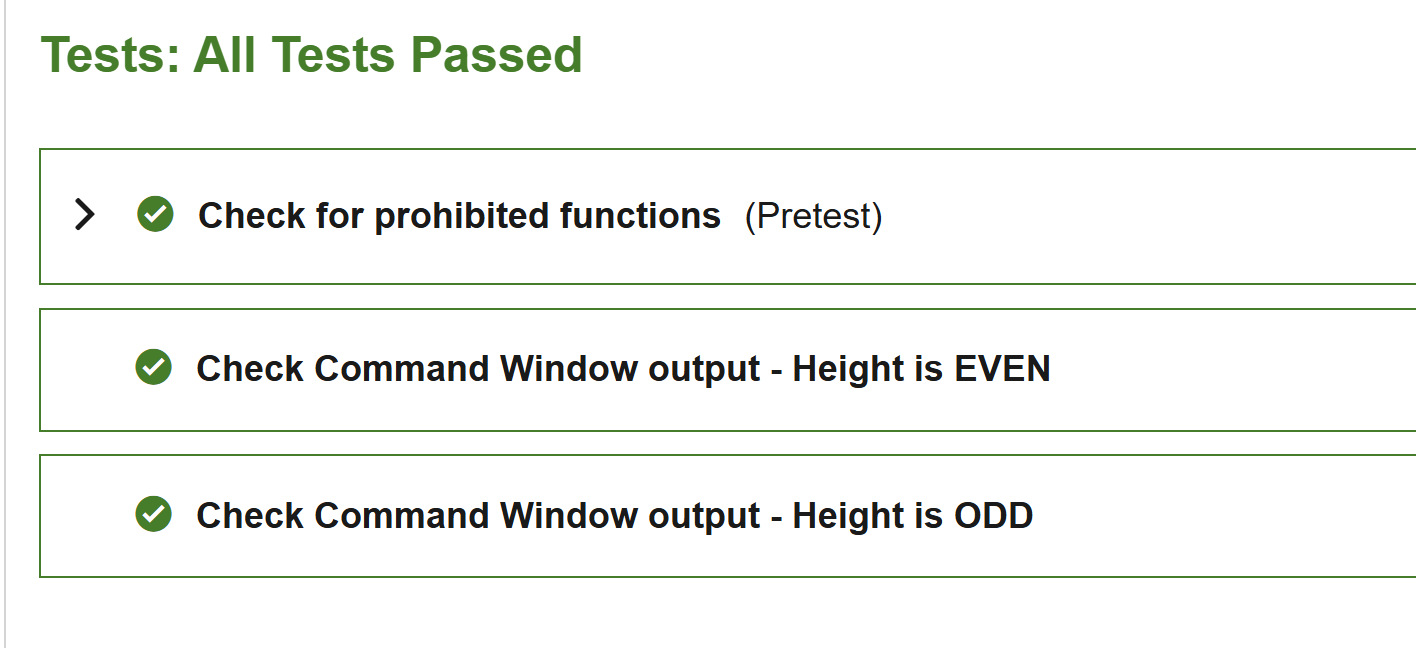 Tests: All Tests Passed
Check for prohibited functions (Pretest)
Check Command Window output - Height is EVEN
Check Command Window output - Height is ODD